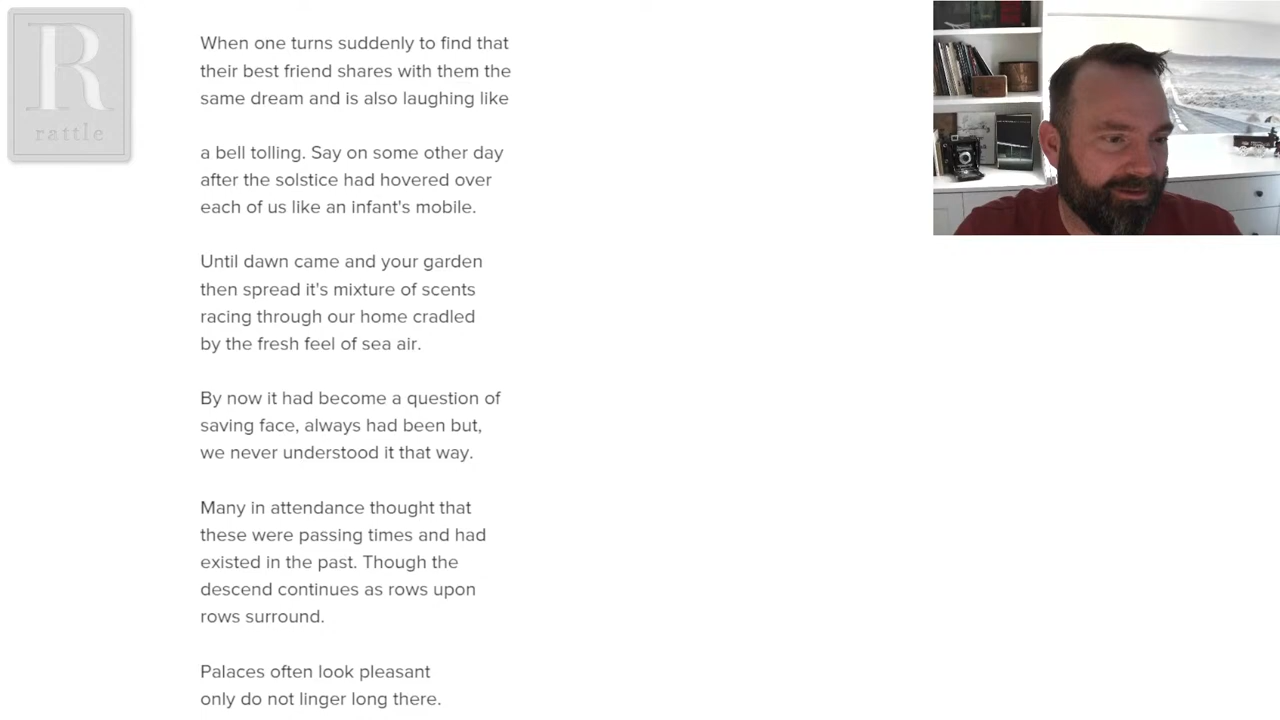 R
rattle
When one turns suddenly to find that
their best friend shares with them the
same dream and is also laughing like
a bell tolling. Say on some other day
after the solstice had hovered over
each of us like an infant's mobile.
Until dawn came and your garden
then spread it's mixture of scents
racing through our home cradled
by the fresh feel of sea air.
By now it had become a question of
saving face, always had been but,
we never understood it that way.
Many in attendance thought that
these were passing times and had
existed in the past. Though the
descend continues as rows upon
rows surround.
Palaces often look pleasant
only do not linger long there.